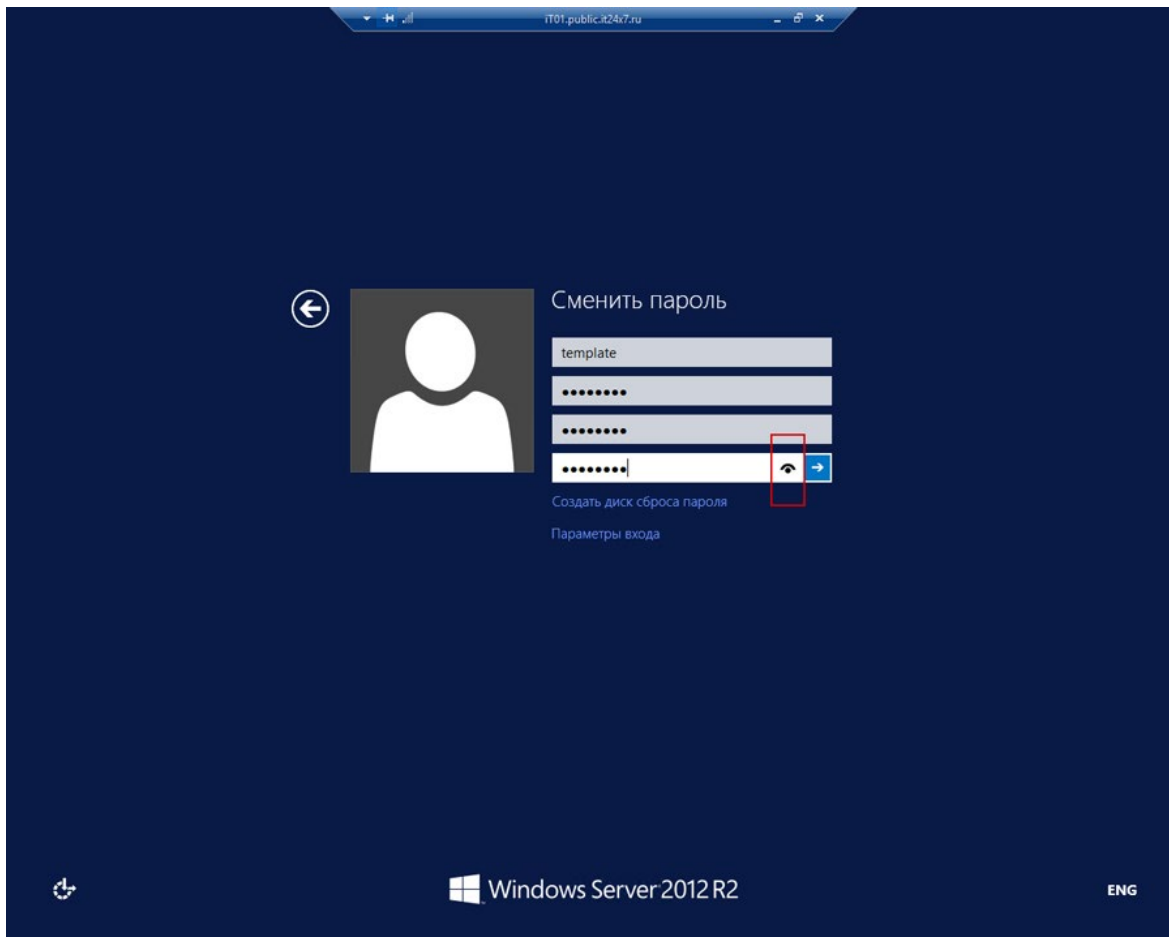 iT01.public.it24x7.ru
Сменить пароль
template
••••••••
••••••••
••••••••
Создать диск сброса пароля
Параметры входа
Windows Server 2012 R2
ENG